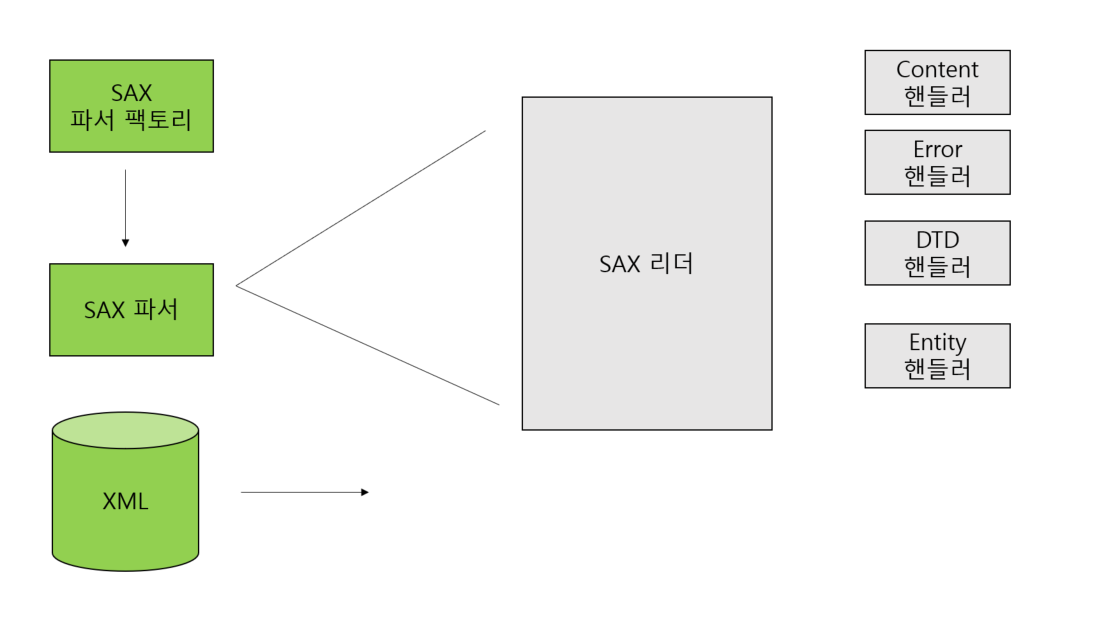 SAX
파서 팩토리
SAX 파서
XML
SAX 리더
Content
핸들러
Error
핸들러
DTD
핸들러
Entity
핸들러